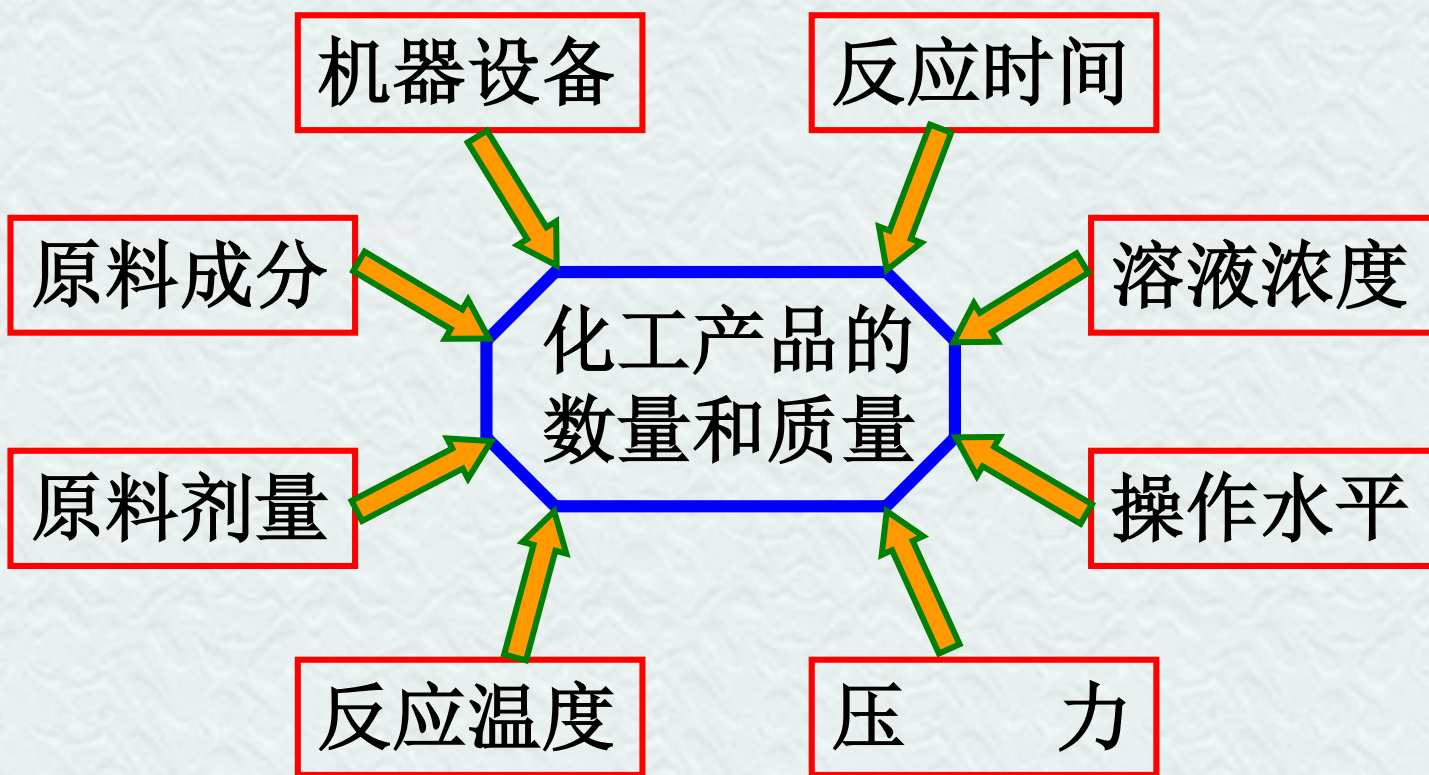 机器设备
反应时间
原料成分
溶液浓度
化工产品的
数量和质量
原料剂量
操作水平
反应温度
压 力